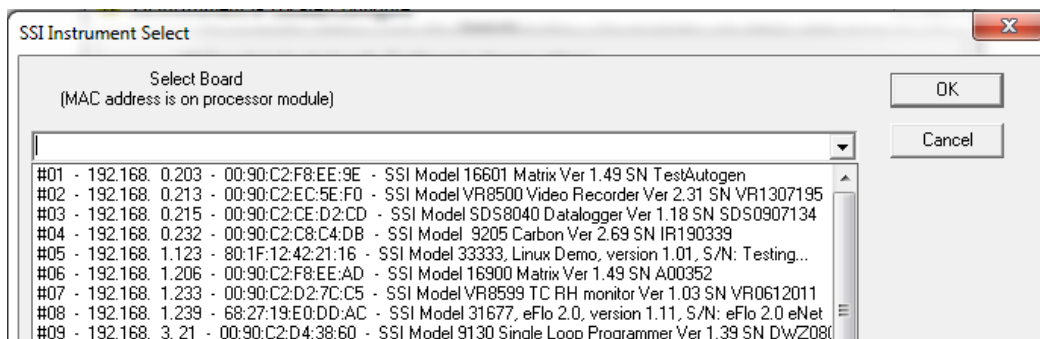 SSI Instrument Select
Select Board
(MAC address is on processor module)
OK
Cancel
#01 - 192.168. 0.203 - 00:90:C2:F8:EE:9E - SSI Model 16601 Matrix Ver 1.49 SN TestAutogen
#02 - 192.168. 0.213 - 00:90:C2:EC:5E:F0 - SSI Model VR8500 Video Recorder Ver 2.31 SN VR1307195
#03 - 192.168. 0.215 - 00:90:C2:CE:D2:CD - SSI Model SDS8040 Datalogger Ver 1.18 SN SDS0907134
#04 - 192.168. 0.232 - 00:90:C2:C8:C4:DB - SSI Model  9205 Carbon Ver 2.69 SN IR190339
#05 - 192.168. 1.123 - 80:1F:12:42:21:16 - SSI Model 33333, Linux Demo, version 1.01, S/N: Testing...
#06 - 192.168. 1.206 - 00:90:C2:F8:EE:AD - SSI Model 16900 Matrix Ver 1.49 SN A00352
#07 - 192.168. 1.233 - 00:90:C2:D2:7C:C5 - SSI Model VR8599 TC RH monitor Ver 1.03 SN VR0612011
#08 - 192.168. 1.239 - 68:27:19:E0:DD:AC - SSI Model 31677, eFlo 2.0, version 1.11, S/N: eFlo 2.0 eNet
#09 - 192.168. 3. 21 - 00:90:C2:D4:38:60 - SSI Model 9130 Single Loop Programmer Ver 1.39 SN DWZ080